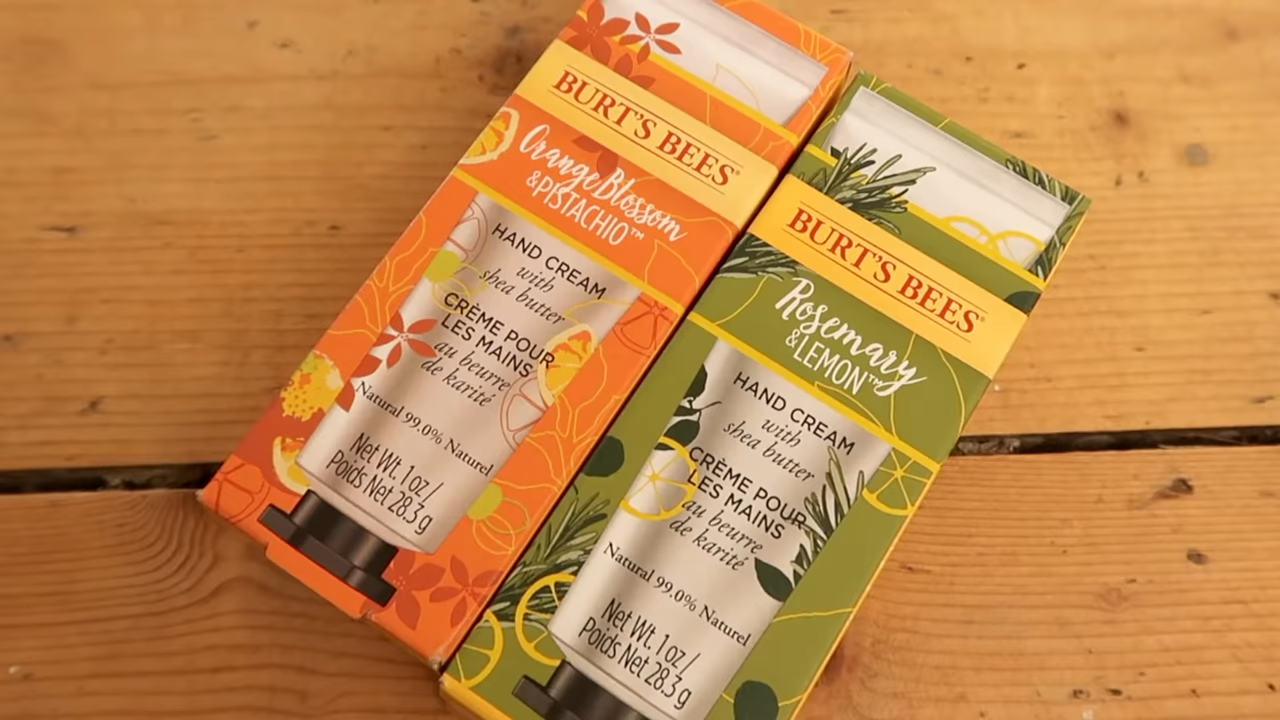 BURT'S BEES®
Orange Blossom
& PISTACHIO™
HAND CREAM
with
shea butter
CRÈME POUR
LES MAINS
au beurre
de karité
Natural 99.0% Naturel
Net Wt. 1 oz /
Poids Net 28.3 g
BURT'S BEES®
Rosemary
& LEMON™
HAND CREAM
with
shea butter
CRÈME POUR
LES MAINS
au beurre
de karité
Natural 99.0% Naturel
Net Wt. 1 oz /
Poids Net 28.3 g